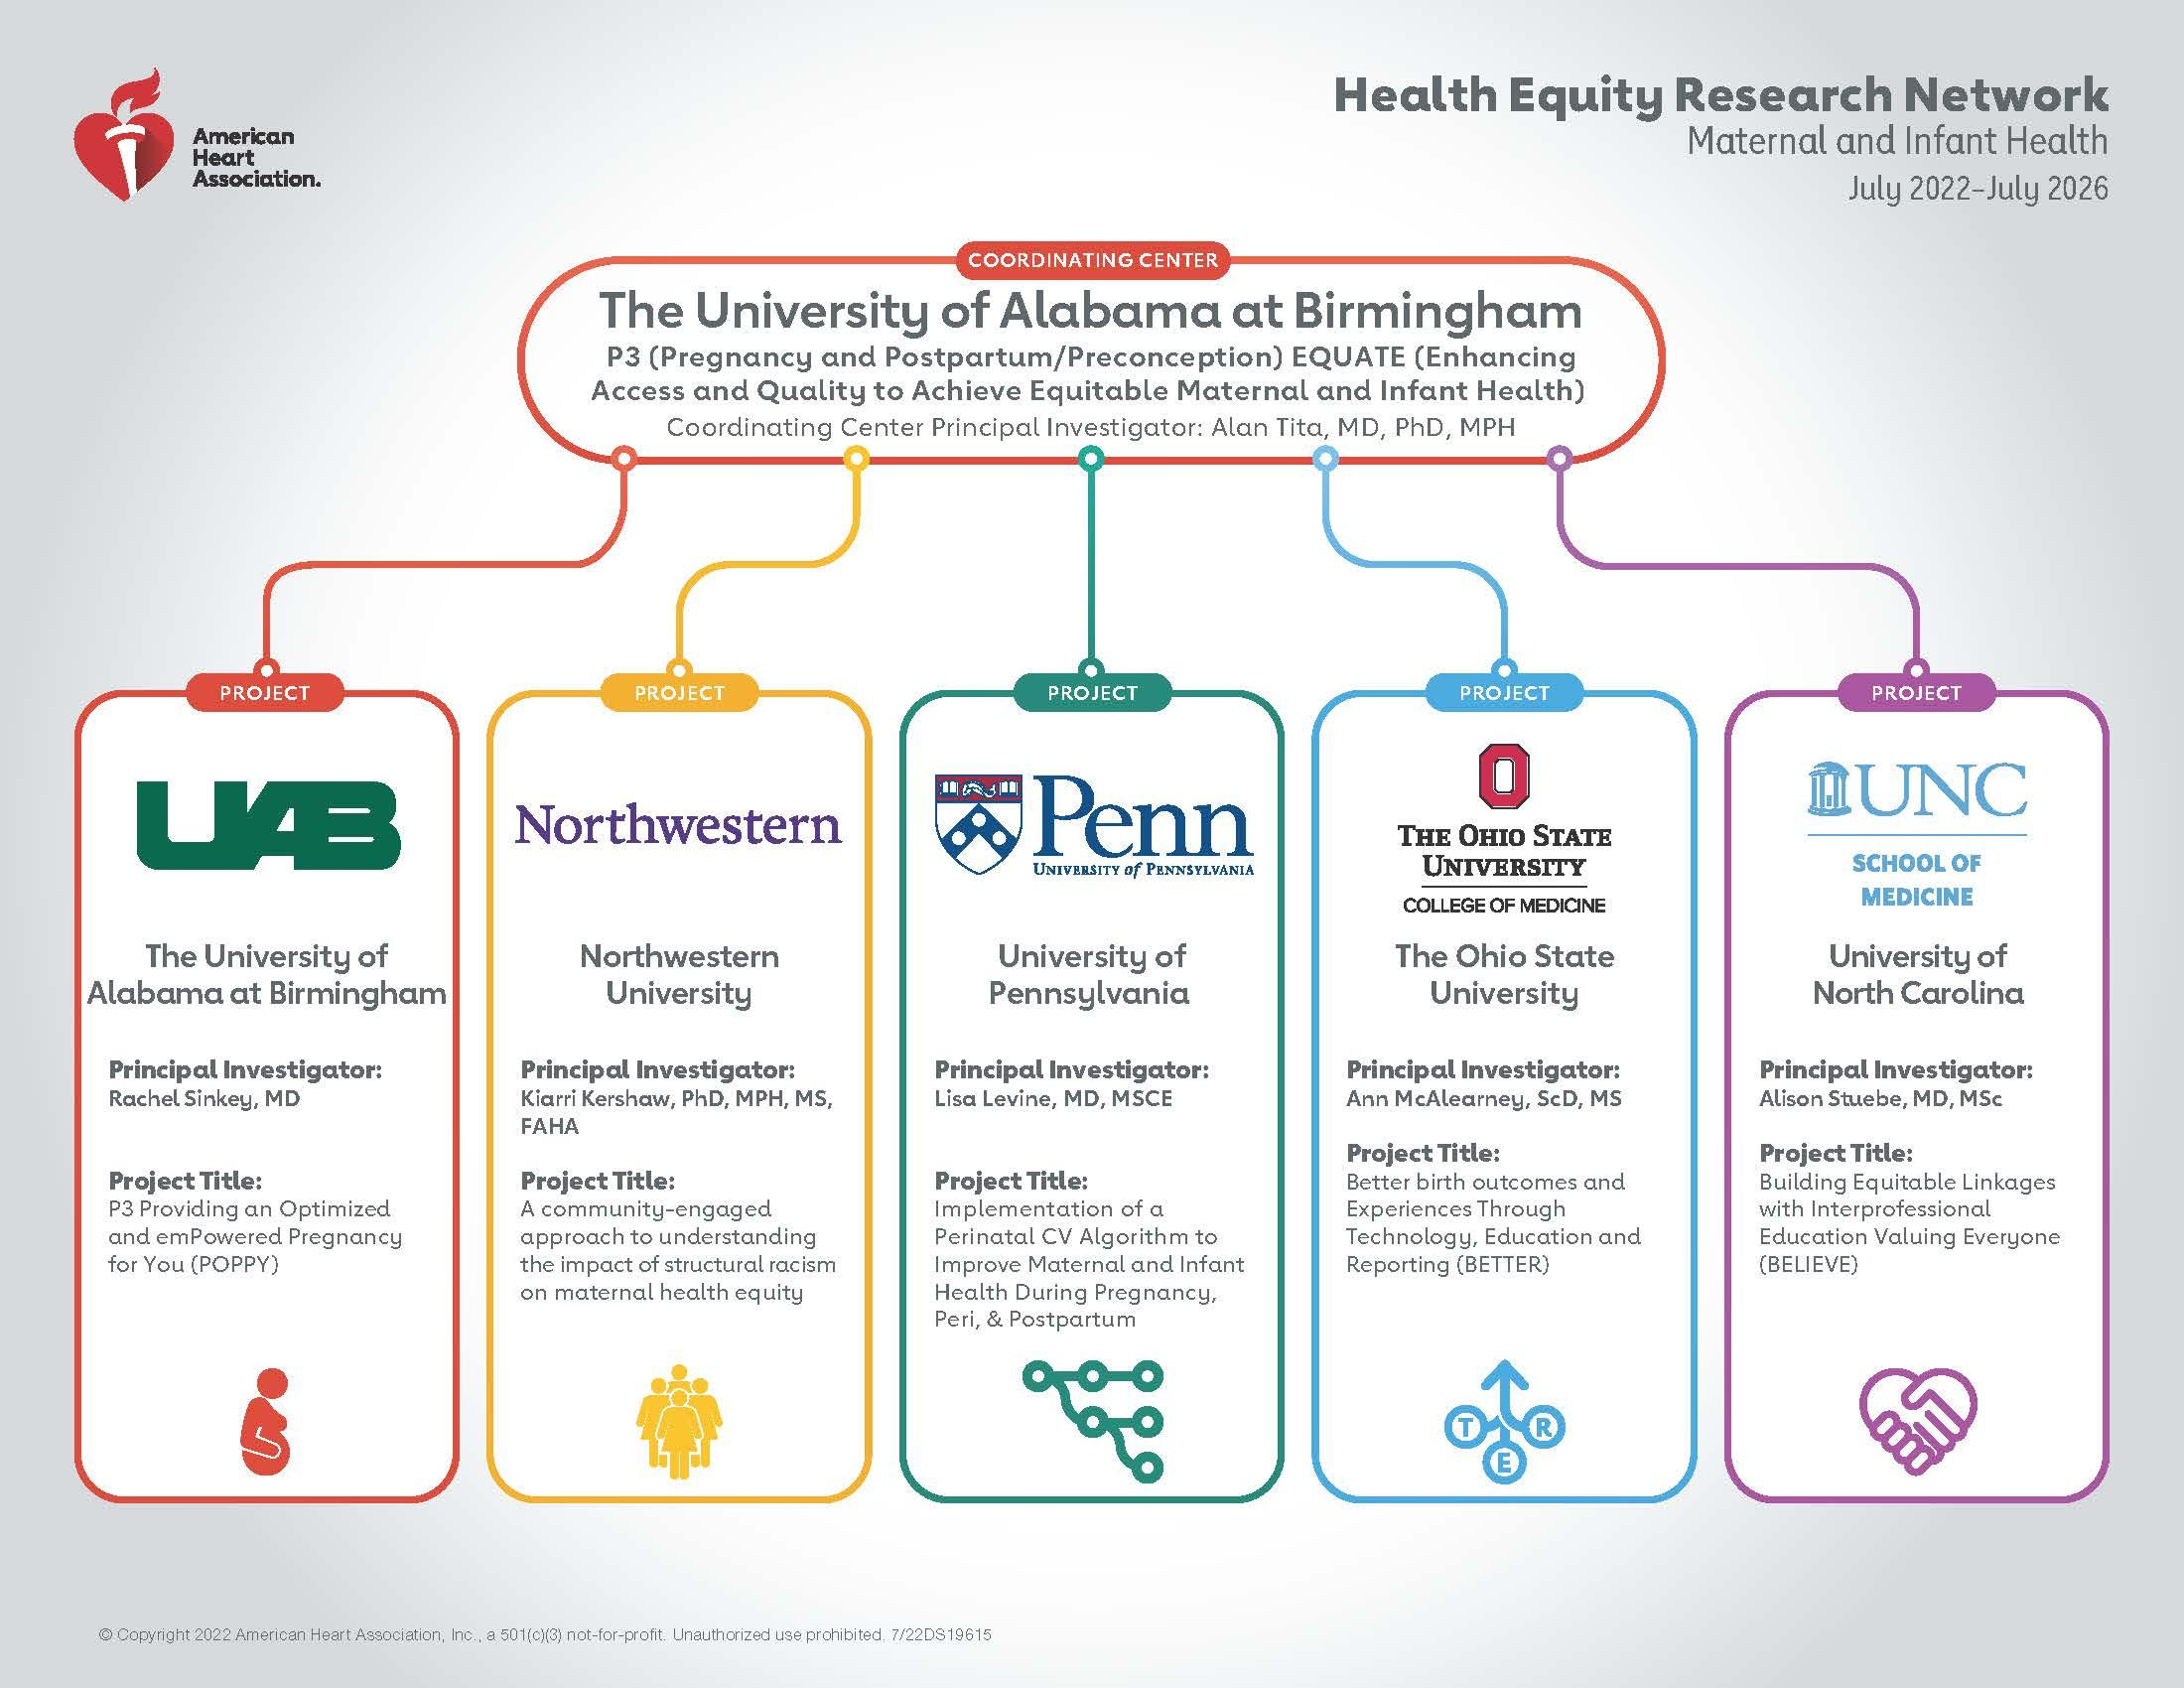 American
Heart
Association.
Health Equity Research Network
Maternal and Infant Health
July 2022–July 2026
COORDINATING CENTER
The University of Alabama at Birmingham
P3 (Pregnancy and Postpartum/Preconception) EQUATE (Enhancing
Access and Quality to Achieve Equitable Maternal and Infant Health)
Coordinating Center Principal Investigator: Alan Tita, MD, PhD, MPH
PROJECT
UAB
The University of
Alabama at Birmingham
Principal Investigator:
Rachel Sinkey, MD
Project Title:
P3 Providing an Optimized
and emPowered Pregnancy
for You (POPPY)
PROJECT
Northwestern
Northwestern
University
Principal Investigator:
Kiarri Kershaw, PhD, MPH, MS,
FAHA
Project Title:
A community-engaged
approach to understanding
the impact of structural racism
on maternal health equity
PROJECT
Penn
UNIVERSITY of PENNSYLVANIA
University of
Pennsylvania
Principal Investigator:
Lisa Levine, MD, MSCE
Project Title:
Implementation of a
Perinatal CV Algorithm to
Improve Maternal and Infant
Health During Pregnancy,
Peri, & Postpartum
PROJECT
O
THE OHIO STATE
UNIVERSITY
COLLEGE OF MEDICINE
The Ohio State
University
Principal Investigator:
Ann McAlearney, ScD, MS
Project Title:
Better birth outcomes and
Experiences Through
Technology, Education and
Reporting (BETTER)
T R
E
PROJECT
UNC
SCHOOL OF
MEDICINE
University of
North Carolina
Principal Investigator:
Alison Stuebe, MD, MSc
Project Title:
Building Equitable Linkages
with Interprofessional
Education Valuing Everyone
(BELIEVE)
© Copyright 2022 American Heart Association, Inc., a 501(c)(3) not-for-profit. Unauthorized use prohibited. 7/22DS19615